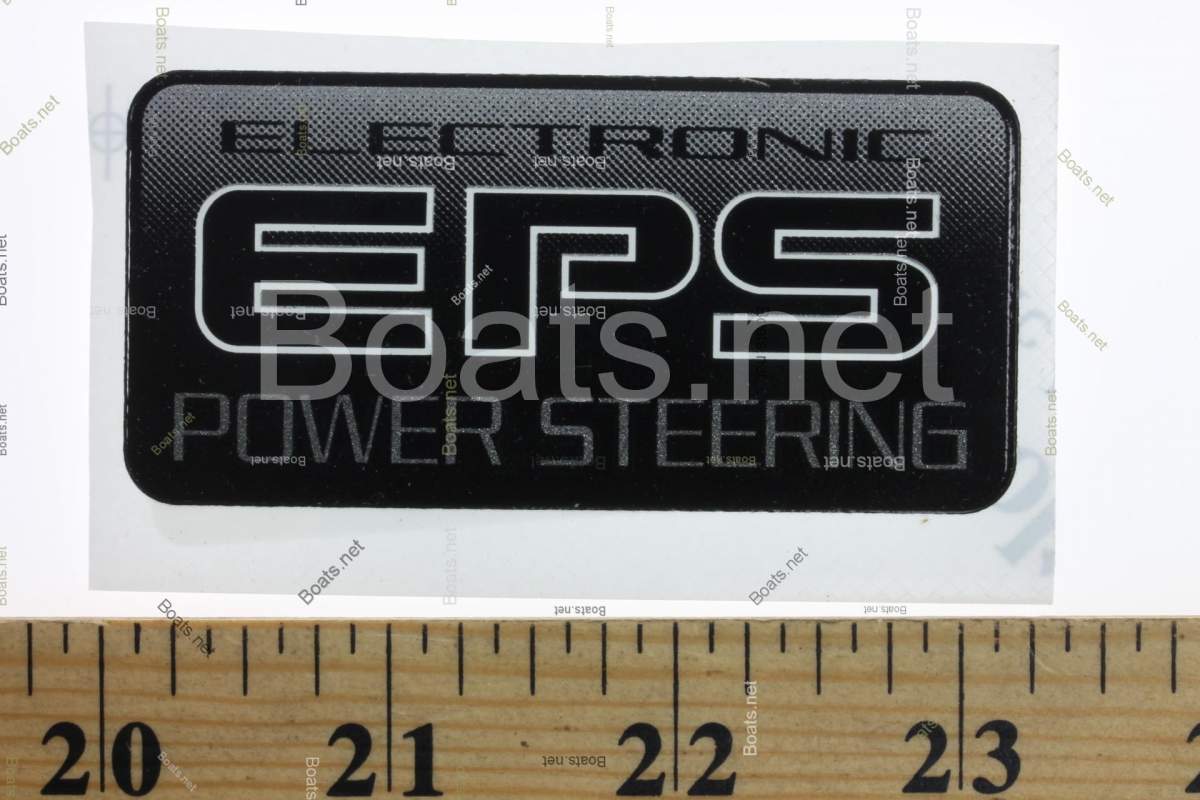 ELECTRONIC
EPS
POWER STEERING
Boats.net
20 21 22 23